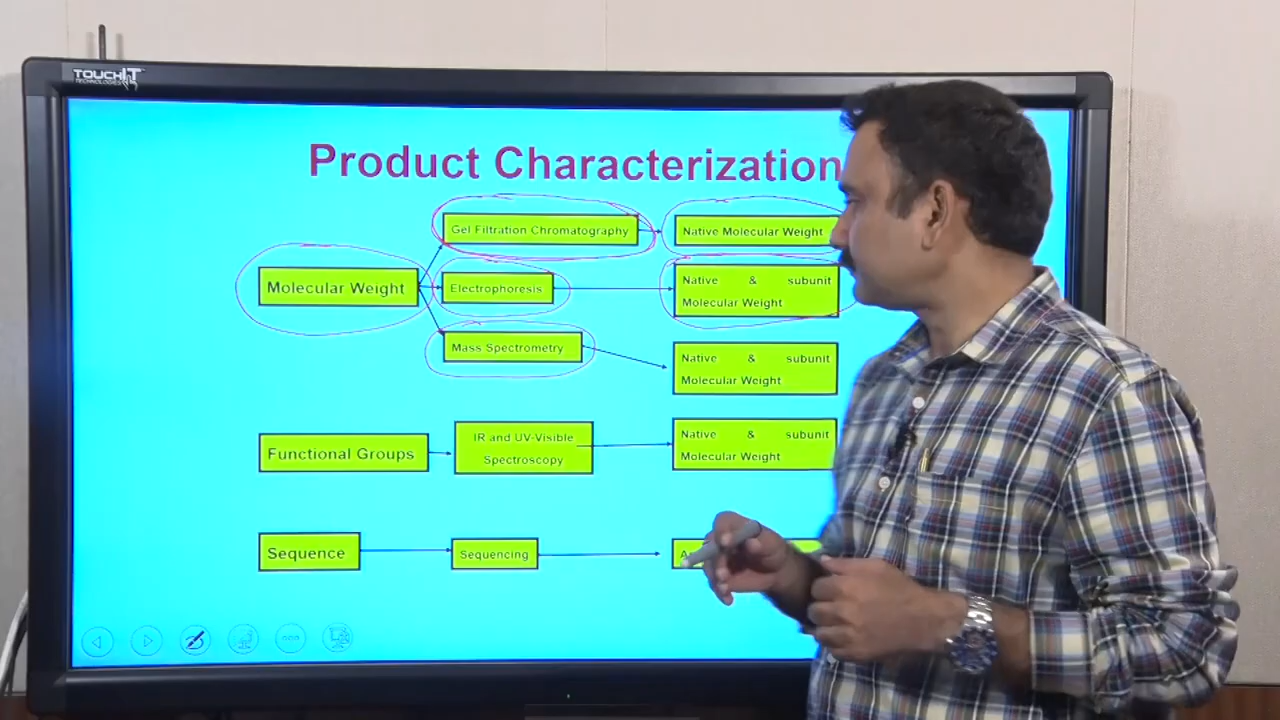 TOUCHIT
TECHNOLOGIES
Product Characterization
Gel Filtration Chromatography
Native Molecular Weight
Molecular Weight
Electrophoresis
Native & subunit
Molecular Weight
Mass Spectrometry
Native & subunit
Molecular Weight
Functional Groups
IR and UV-Visible
Spectroscopy
Native & subunit
Molecular Weight
Sequence
Sequencing